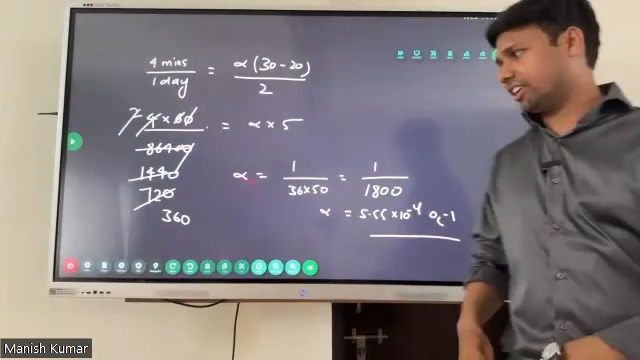 4 mins / 1 day = α (30 - 20) / 2
4 × 60 / 86400 = α × 5
1440
720
360
α = 1 / 36×50 = 1 / 1800
α = 5.55 × 10⁻⁴ °C-1
Manish Kumar